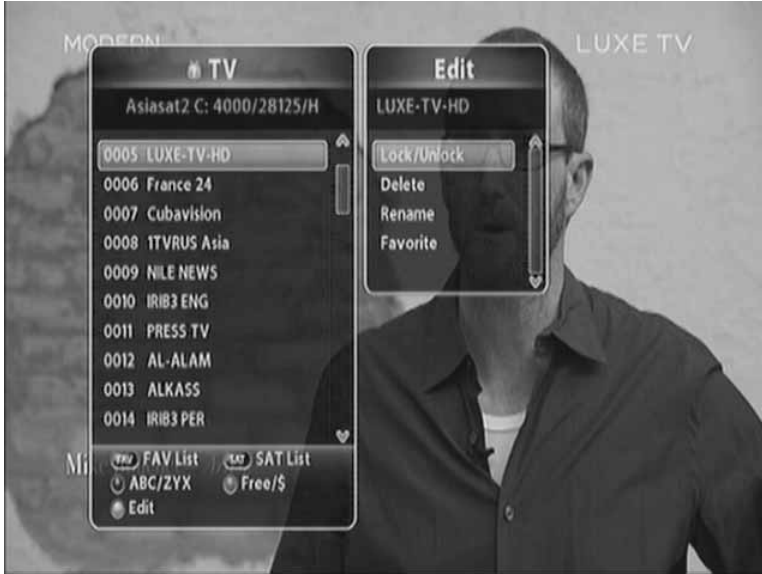 MODERN
LUXE TV
TV
Asiasat2 C: 4000/28125/H
0005 LUXE-TV-HD
0006 France 24
0007 Cubavision
0008 1TVRUS Asia
0009 NILE NEWS
0010 IRIB3 ENG
0011 PRESS TV
0012 AL-ALAM
0013 ALKASS
0014 IRIB3 PER
FAV FAV List SAT SAT List
ABC/ZYX Free/$
Edit
Edit
LUXE-TV-HD
Lock/Unlock
Delete
Rename
Favorite